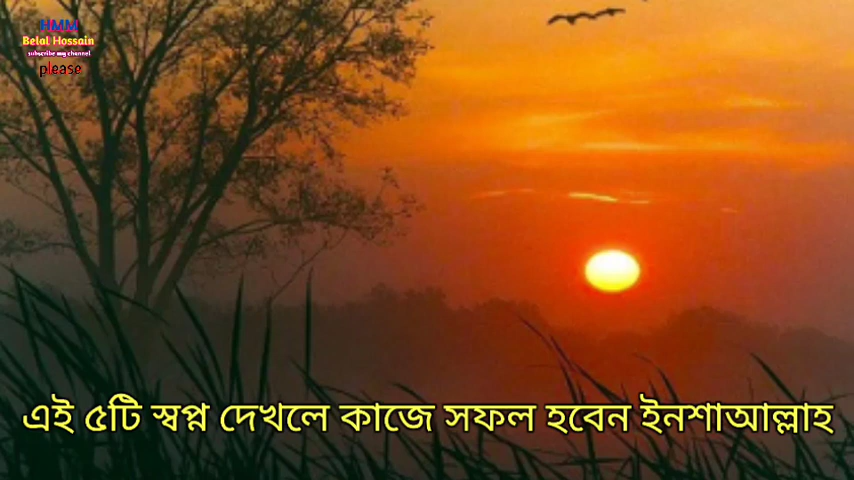 HMM
Belal Hossain
subscribe my channel
please
এই ৫টি স্বপ্ন দেখলে কাজে সফল হবেন ইনশাআল্লাহ